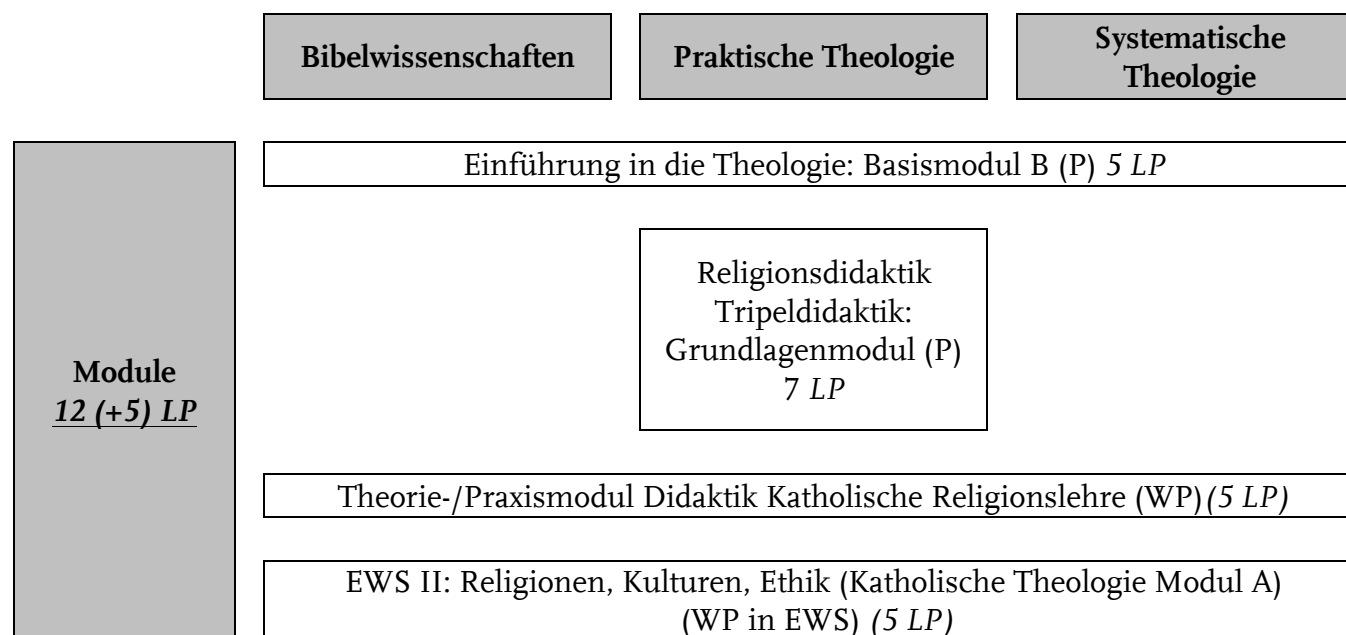 Bibelwissenschaften
Praktische Theologie
Systematische
Theologie
Einführung in die Theologie: Basismodul B (P) 5 LP
Religionsdidaktik
Tripeldidaktik:
Grundlagenmodul (P)
7 LP
Module
12 (+5) LP
Theorie-/Praxismodul Didaktik Katholische Religionslehre (WP)(5 LP)
EWS II: Religionen, Kulturen, Ethik (Katholische Theologie Modul A)
(WP in EWS) (5 LP)